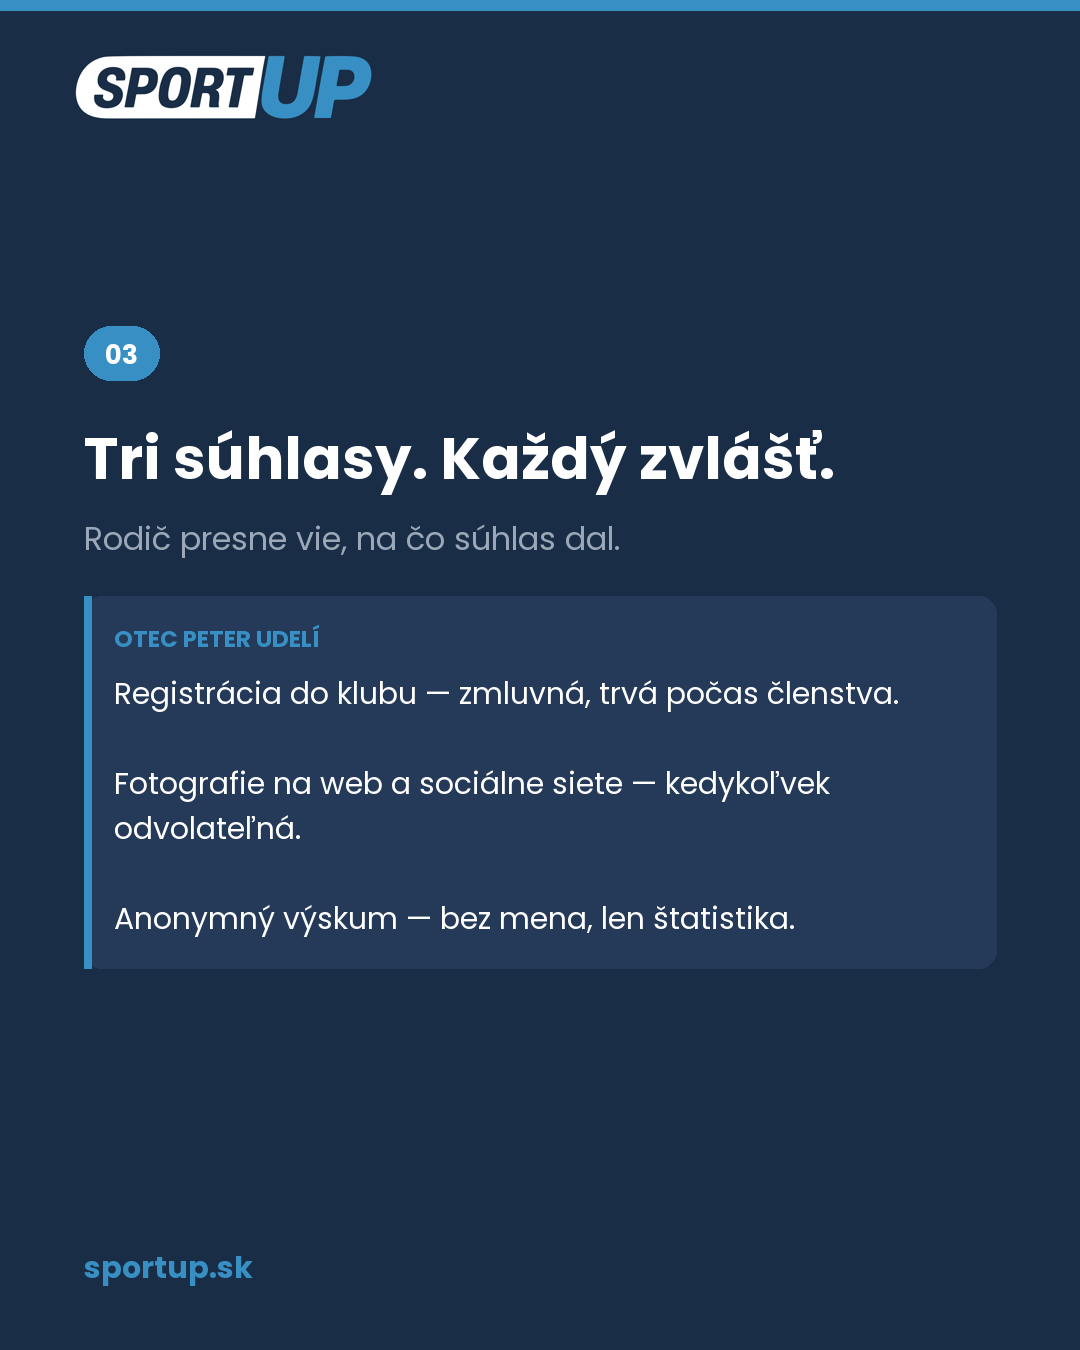 SPORTUP
03
Tri súhlasy. Každý zvlášť.
Rodič presne vie, na čo súhlas dal.
OTEC PETER UDELÍ
Registrácia do klubu — zmluvná, trvá počas členstva.
Fotografie na web a sociálne siete — kedykoľvek
odvolateľná.
Anonymný výskum — bez mena, len štatistika.
sportup.sk